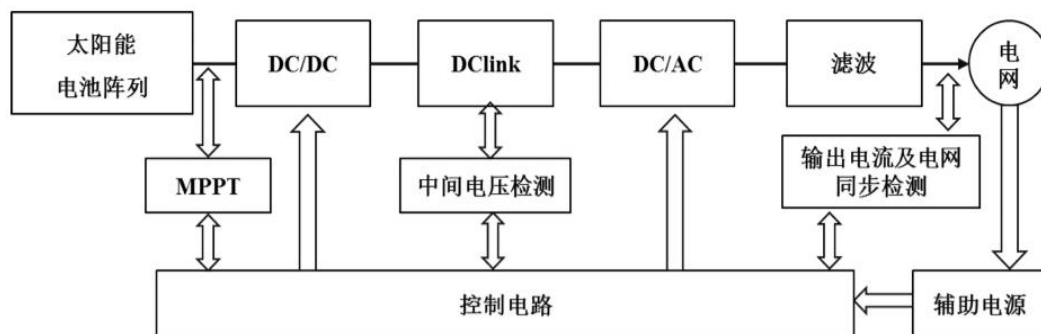 太阳能
电池阵列
DC/DC
DClink
DC/AC
滤波
电
网
MPPT
中间电压检测
输出电流及电网
同步检测
控制电路
辅助电源